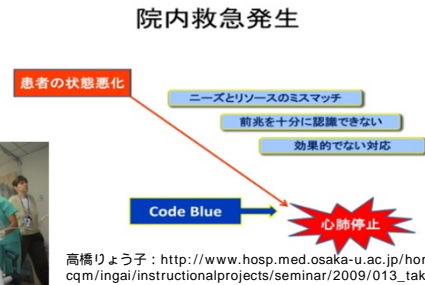 院内救急発生
患者の状態悪化
ニーズとリソースのミスマッチ
前兆を十分に認識できない
効果的でない対応
Code Blue
心肺停止
高橋りょう子：http://www.hosp.med.osaka-u.ac.jp/hom
cqm/ingai/instructionalprojects/seminar/2009/013_tak